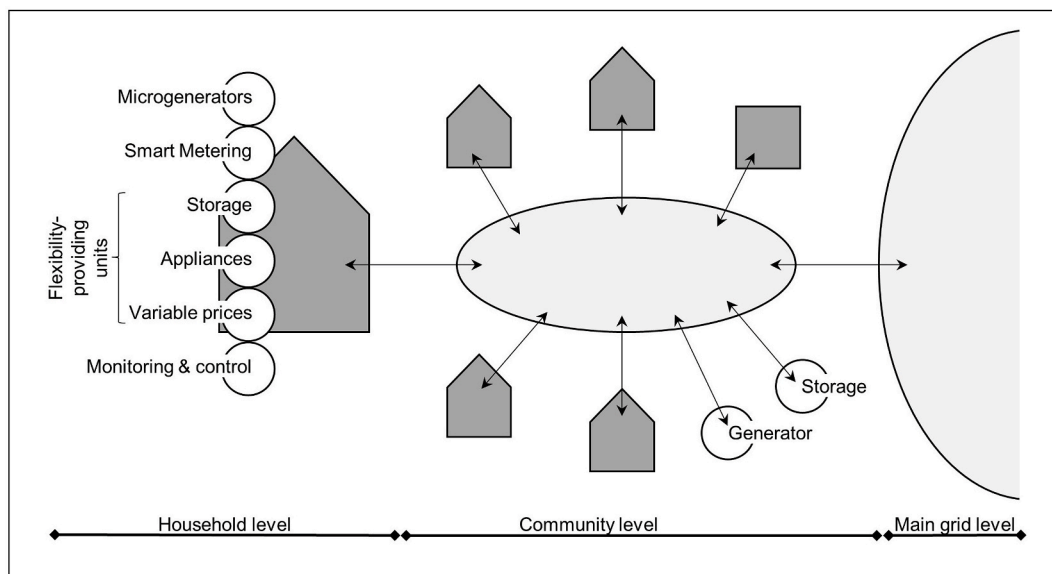 Microgenerators
Smart Metering
Storage
Appliances
Variable prices
Monitoring & control
Flexibility-
providing
units
Storage
Generator
Household level
Community level
Main grid level